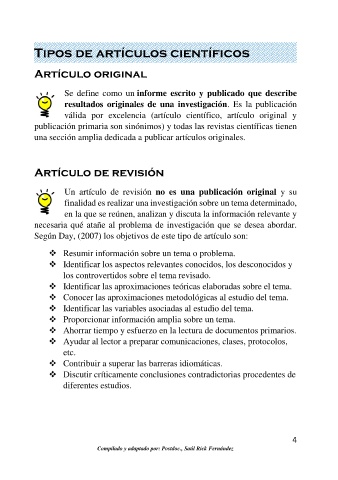 TIPOS DE ARTÍCULOS CIENTÍFICOS
ARTÍCULO ORIGINAL
Se define como un informe escrito y publicado que describe
resultados originales de una investigación. Es la publicación
válida por excelencia (artículo científico, artículo original y
publicación primaria son sinónimos) y todas las revistas científicas tienen
una sección amplia dedicada a publicar artículos originales.
ARTÍCULO DE REVISIÓN
Un artículo de revisión no es una publicación original y su
finalidad es realizar una investigación sobre un tema determinado,
en la que se reúnen, analizan y discuta la información relevante y
necesaria qué atañe al problema de investigación que se desea abordar.
Según Day, (2007) los objetivos de este tipo de artículo son:
❖ Resumir información sobre un tema o problema.
❖ Identificar los aspectos relevantes conocidos, los desconocidos y
los controvertidos sobre el tema revisado.
❖ Identificar las aproximaciones teóricas elaboradas sobre el tema.
❖ Conocer las aproximaciones metodológicas al estudio del tema.
❖ Identificar las variables asociadas al estudio del tema.
❖ Proporcionar información amplia sobre un tema.
❖ Ahorrar tiempo y esfuerzo en la lectura de documentos primarios.
❖ Ayudar al lector a preparar comunicaciones, clases, protocolos,
etc.
❖ Contribuir a superar las barreras idiomáticas.
❖ Discutir críticamente conclusiones contradictorias procedentes de
diferentes estudios.
4
Compilado y adaptado por: Postdoc., Saúl Bick Fernández